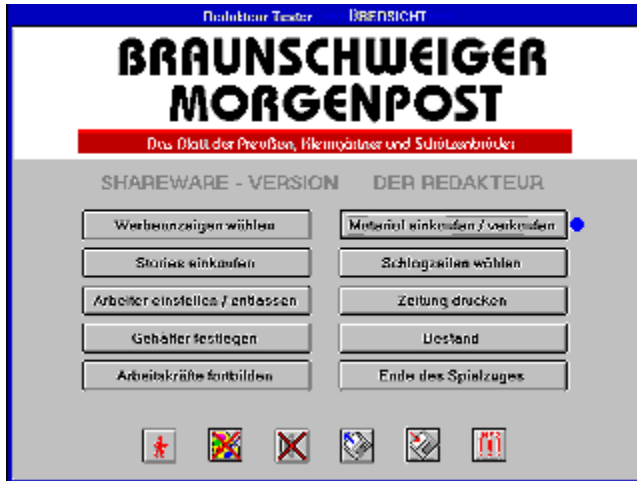 Redakteur Tester ÜBERSICHT
BRAUNSCHWEIGER
MORGENPOST
Das Blatt der Preußen, Kleingärtner und Schützenbrüder
SHAREWARE - VERSION DER REDAKTEUR
Werbeanzeigen wählen
Material einkaufen / verkaufen
Stories einkaufen
Schlagzeilen wählen
Arbeiter einstellen / entlassen
Zeitung drucken
Gehälter festlegen
Bestand
Arbeitskräfte fortbilden
Ende des Spielzuges